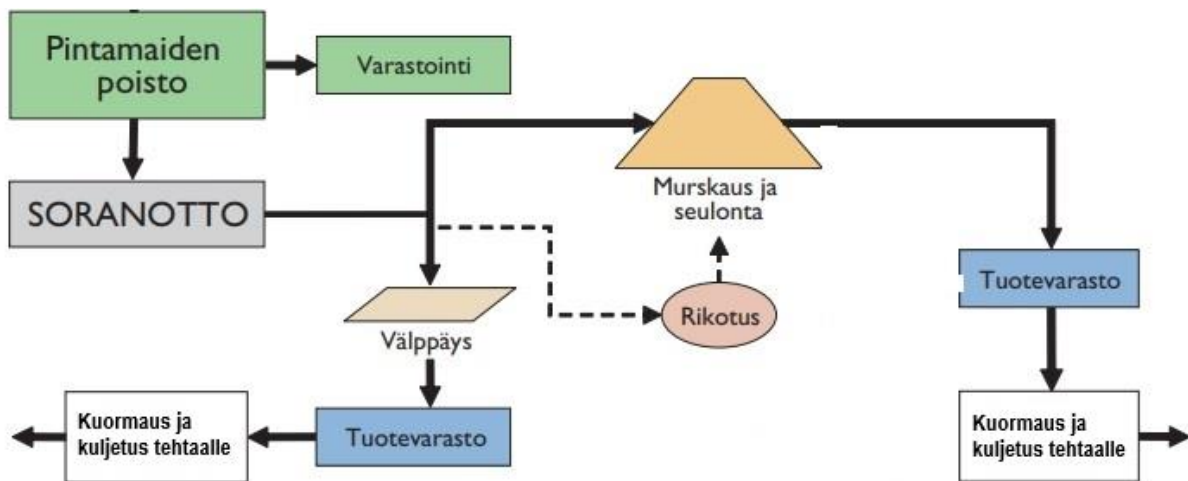 Pintamaiden
poisto
Varastointi
SORANOTTO
Murskaus ja
seulonta
Tuotevarasto
Rikotus
Välppäys
Kuormaus ja
kuljetus tehtaalle
Tuotevarasto
Kuormaus ja
kuljetus tehtaalle